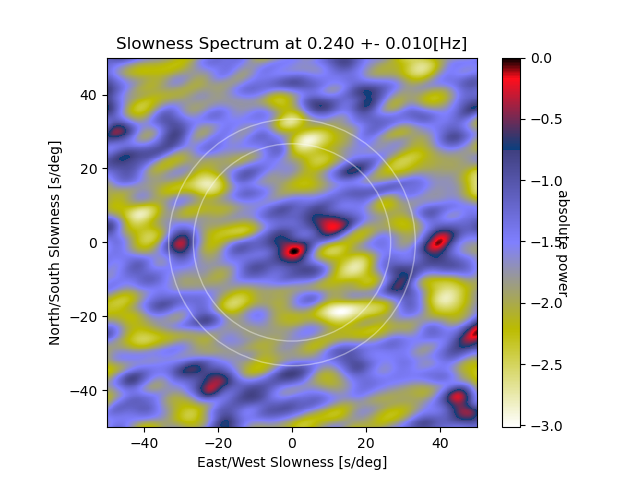 Slowness Spectrum at 0.240 +- 0.010[Hz]
North/South Slowness [s/deg]
40
20
0
−20
−40
−40 −20 0 20 40
East/West Slowness [s/deg]
0.0
−0.5
−1.0
−1.5
−2.0
−2.5
−3.0
absolute power